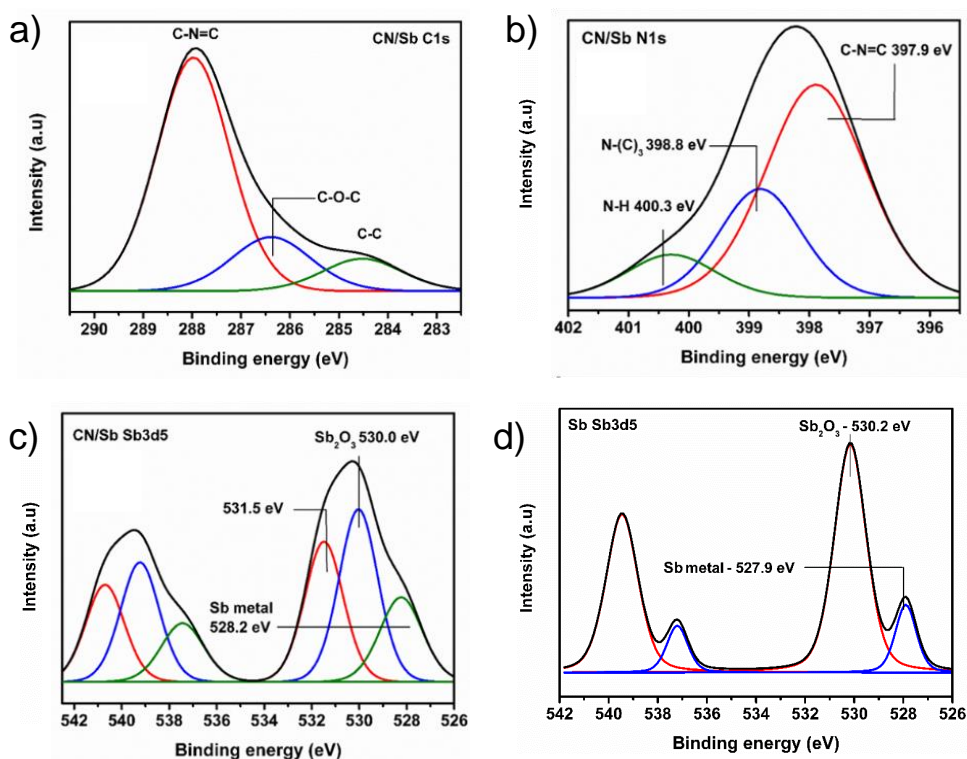 a)
C-N=C
CN/Sb C1s
C-O-C
C-C
Intensity (a.u)
290 289 288 287 286 285 284 283
Binding energy (eV)
b)
CN/Sb N1s
C-N=C 397.9 eV
N-(C)₃ 398.8 eV
N-H 400.3 eV
Intensity (a.u)
402 401 400 399 398 397 396
Binding energy (eV)
c)
CN/Sb Sb3d5
Sb₂O₃ 530.0 eV
531.5 eV
Sb metal
528.2 eV
Intensity (a.u)
542 540 538 536 534 532 530 528 526
Binding energy (eV)
d)
Sb Sb3d5
Sb₂O₃ - 530.2 eV
Sb metal - 527.9 eV
Intensity (a.u)
542 540 538 536 534 532 530 528 526
Binding energy (eV)